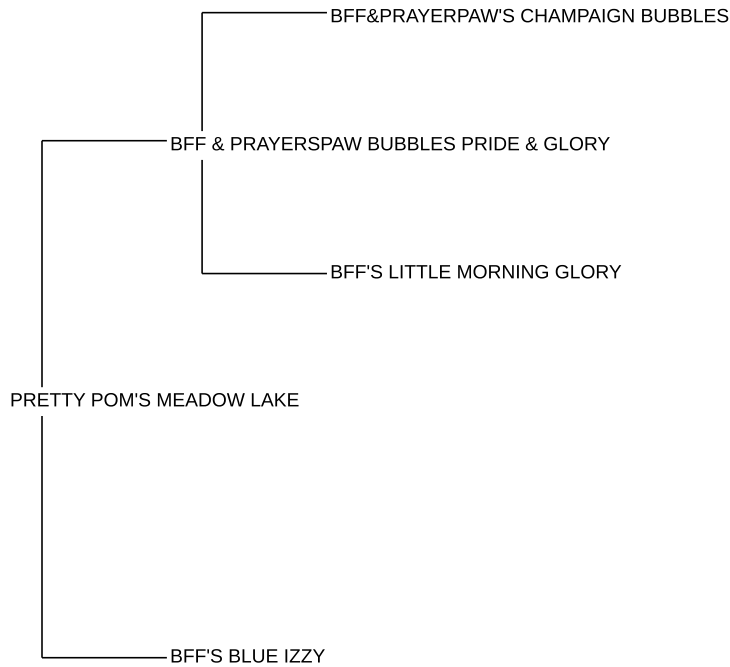 BFF&PRAYERPAW'S CHAMPAIGN BUBBLES
BFF & PRAYERSPAW BUBBLES PRIDE & GLORY
BFF'S LITTLE MORNING GLORY
PRETTY POM'S MEADOW LAKE
BFF'S BLUE IZZY